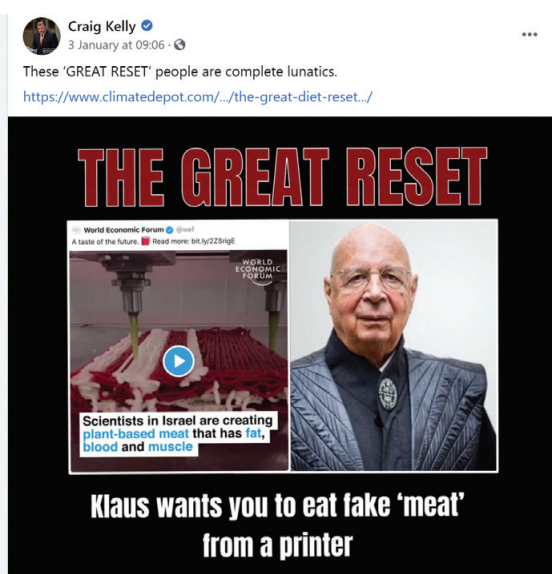 Craig Kelly
3 January at 09:06 ·
These ‘GREAT RESET’ people are complete lunatics.
https://www.climatedepot.com/.../the-great-diet-reset.../
THE GREAT RESET
World Economic Forum @wef
A taste of the future. Read more: bit.ly/2ZSrigE
WORLD
ECONOMIC
FORUM
Scientists in Israel are creating
plant-based meat that has fat,
blood and muscle
Klaus wants you to eat fake ‘meat’
from a printer